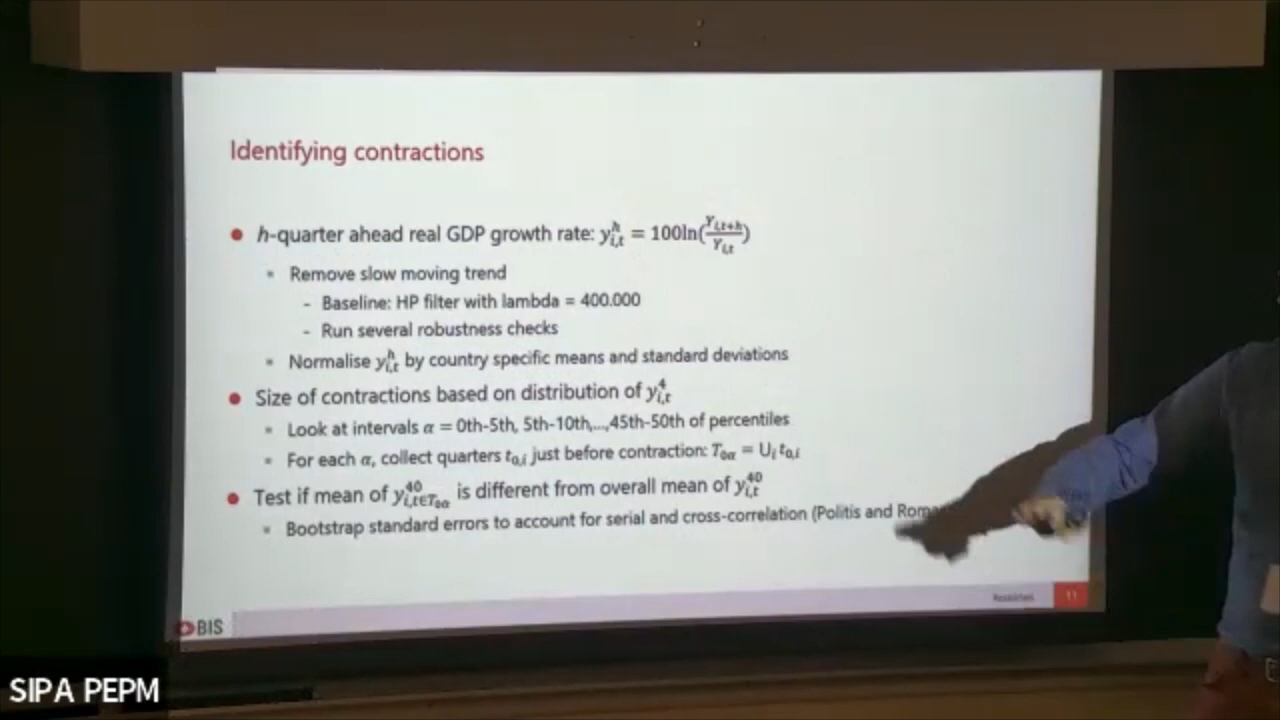 Identifying contractions
• h-quarter ahead real GDP growth rate: y^h_{i,t} = 100ln(Y_{i,t+h}/Y_{i,t})
▪ Remove slow moving trend
- Baseline: HP filter with lambda = 400.000
- Run several robustness checks
▪ Normalise y^h_{i,t} by country specific means and standard deviations
• Size of contractions based on distribution of y^4_{i,t}
▪ Look at intervals α = 0th-5th, 5th-10th,...,45th-50th of percentiles
▪ For each α, collect quarters t_{α,i} just before contraction: T_{0α} = U_i t_{α,i}
• Test if mean of y^{40}_{i,t∈T_{0α}} is different from overall mean of y^{40}_{i,t}
▪ Bootstrap standard errors to account for serial and cross-correlation (Politis and
11
BIS
SIPA PEPM